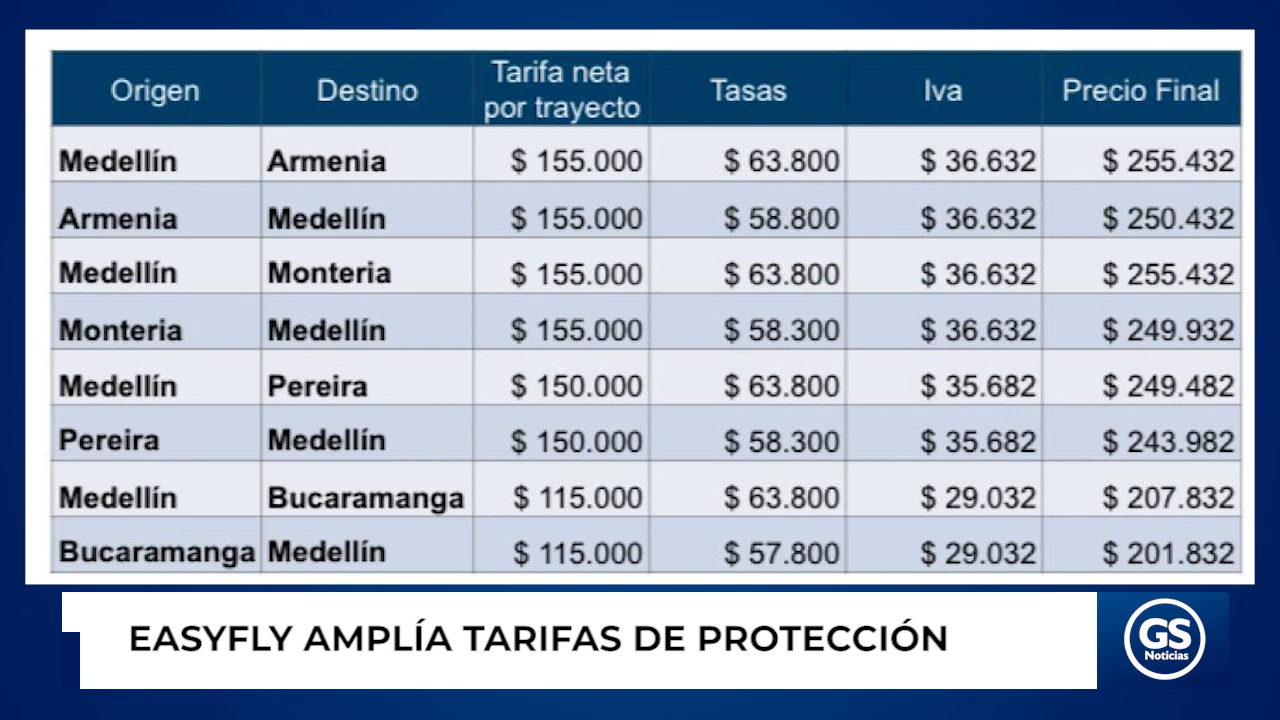 Origen Destino Tarifa neta por trayecto Tasas Iva Precio Final
Medellín Armenia $ 155.000 $ 63.800 $ 36.632 $ 255.432
Armenia Medellín $ 155.000 $ 58.800 $ 36.632 $ 250.432
Medellín Monteria $ 155.000 $ 63.800 $ 36.632 $ 255.432
Monteria Medellín $ 155.000 $ 58.300 $ 36.632 $ 249.932
Medellín Pereira $ 150.000 $ 63.800 $ 35.682 $ 249.482
Pereira Medellín $ 150.000 $ 58.300 $ 35.682 $ 243.982
Medellín Bucaramanga $ 115.000 $ 63.800 $ 29.032 $ 207.832
Bucaramanga Medellín $ 115.000 $ 57.800 $ 29.032 $ 201.832
EASYFLY AMPLÍA TARIFAS DE PROTECCIÓN
GS
Noticias